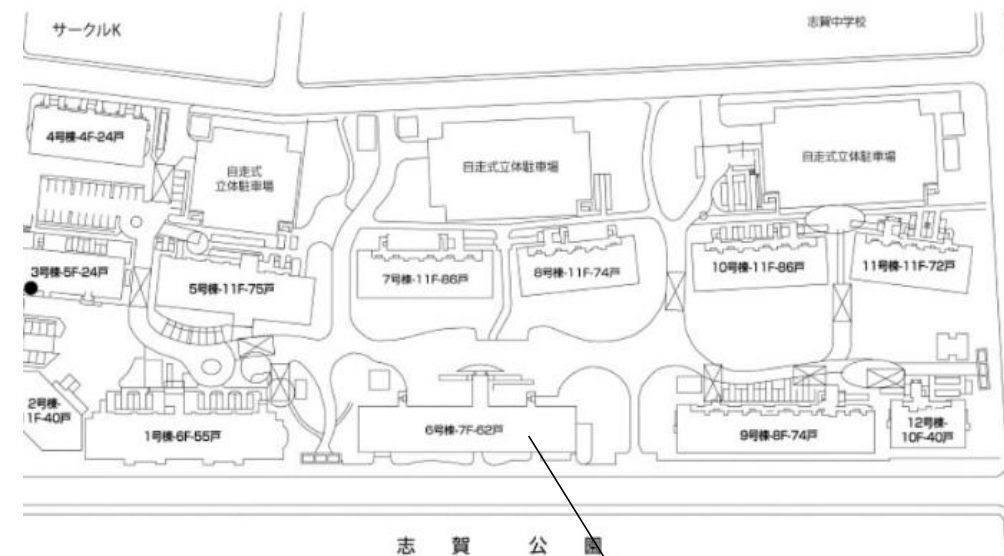 サークルK
志賀中学校
4号棟-4F-24戸
自走式
立体駐車場
自走式立体駐車場
自走式立体駐車場
3号棟-5F-24戸
5号棟-11F-75戸
7号棟-11F-86戸
8号棟-11F-74戸
10号棟-11F-86戸
11号棟-11F-72戸
2号棟-
11F-40戸
1号棟-6F-55戸
6号棟-7F-62戸
9号棟-8F-74戸
12号棟-
10F-40戸
志賀公園